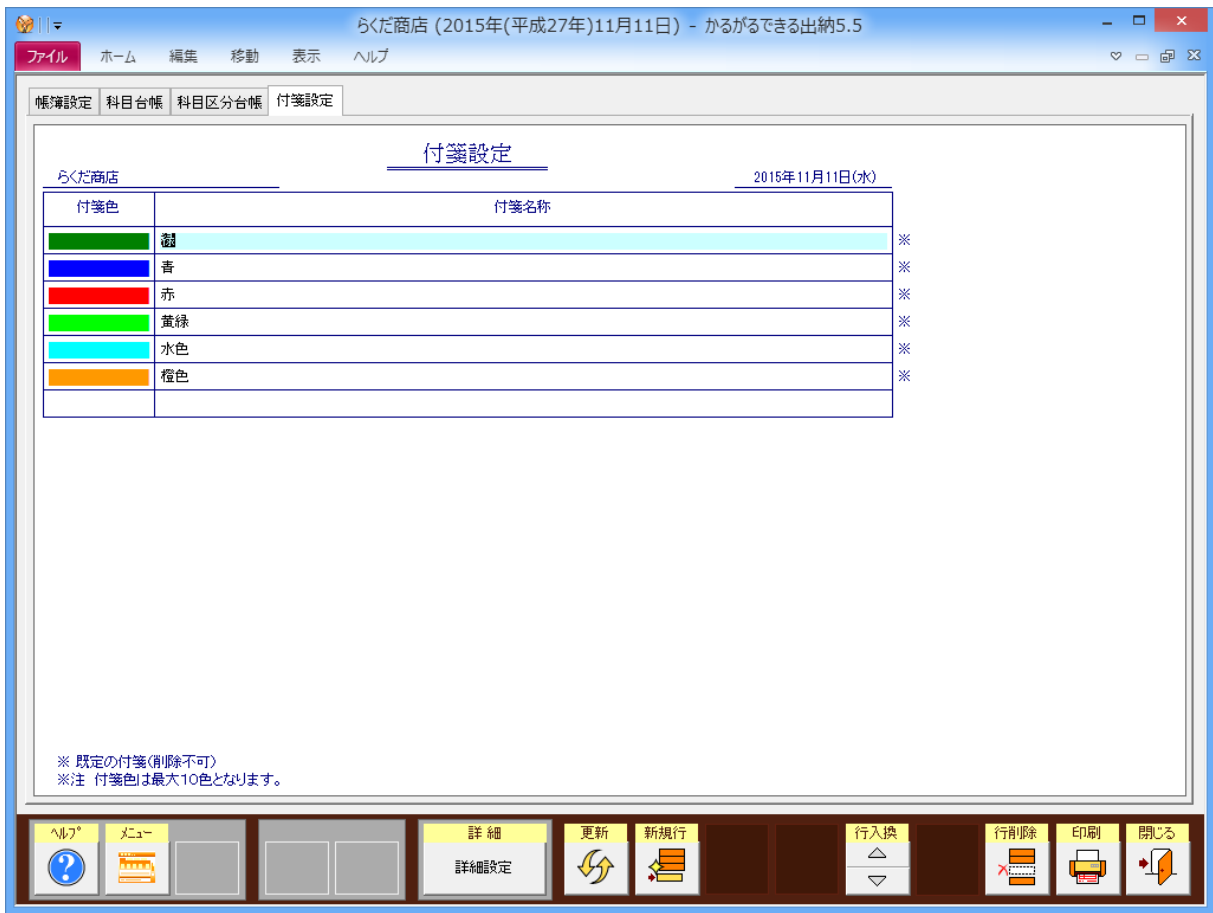 らくだ商店 (2015年(平成27年)11月11日) - かるがるできる出納5.5
ファイル ホーム 編集 移動 表示 ヘルプ
帳簿設定 科目台帳 科目区分台帳 付箋設定
付箋設定
らくだ商店 2015年11月11日(水)
付箋色 付箋名称
緑 ※
青 ※
赤 ※
黄緑 ※
水色 ※
橙色 ※
※ 既定の付箋(削除不可)
※注 付箋色は最大10色となります。
ヘルプ メニュー 詳 細 更新 新規行 行入換 行削除 印刷 閉じる
詳細設定